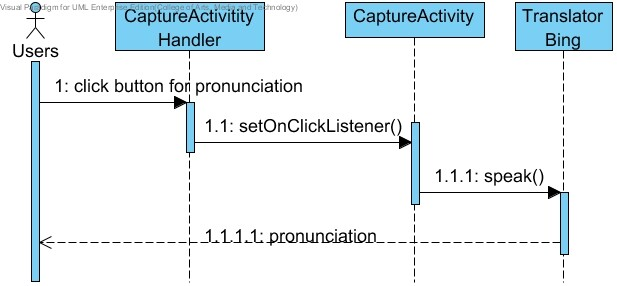 Visual Paradigm for UML Enterprise Edition(College of Arts, Media and Technology)
Users
CaptureActivitity
Handler
CaptureActivity
Translator
Bing
1: click button for pronunciation
1.1: setOnClickListener()
1.1.1: speak()
1.1.1.1: pronunciation